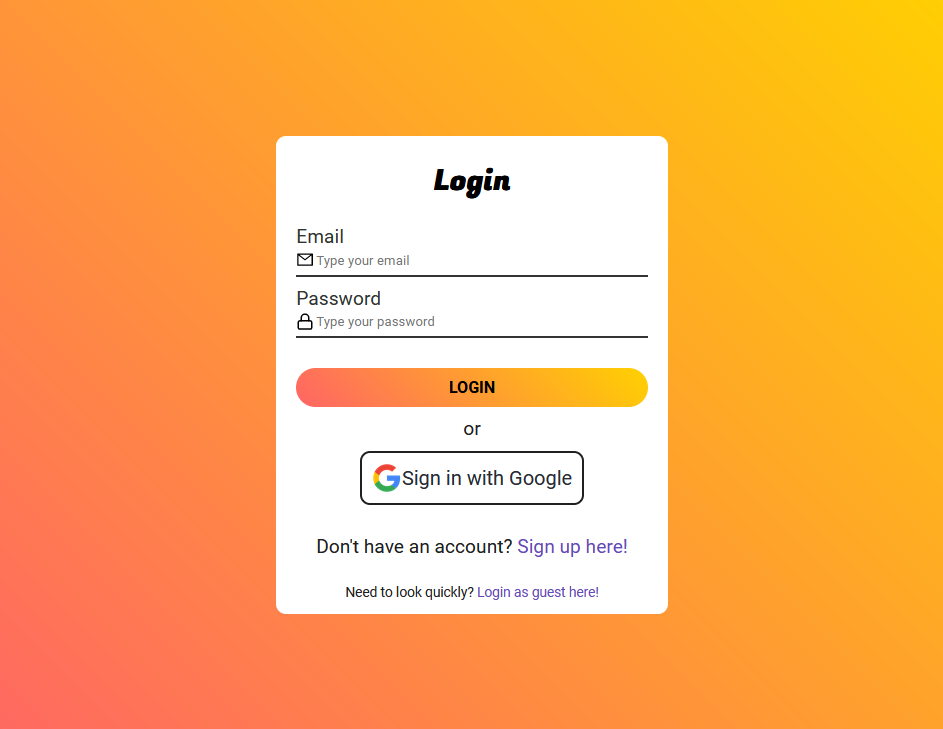 Login
Email
Type your email
Password
Type your password
LOGIN
or
Sign in with Google
Don't have an account? Sign up here!
Need to look quickly? Login as guest here!